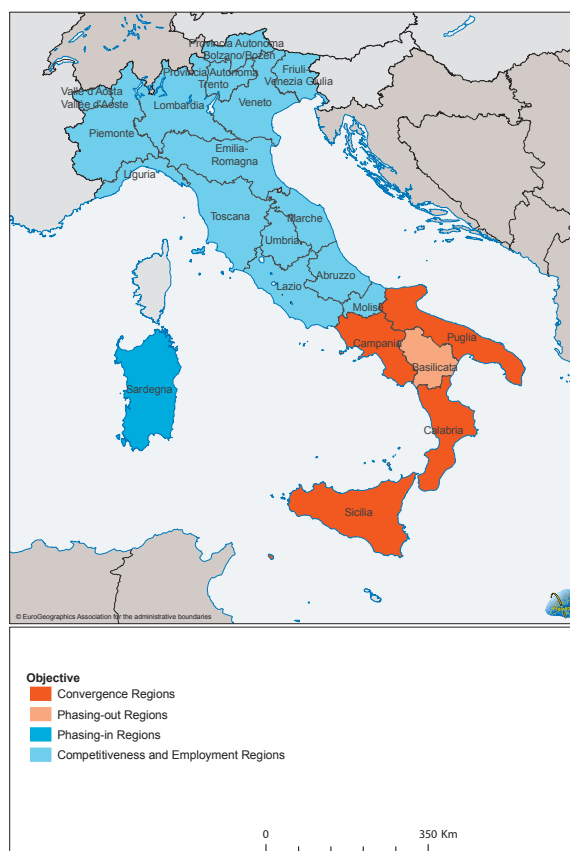 Provincia Autonoma
Bolzano/Bozen
Friuli-
Venezia Giulia
Provincia Autonoma
Trento
Valle d'Aosta
Vallée d'Aoste
Lombardia
Veneto
Piemonte
Emilia-
Romagna
Liguria
Toscana
Marche
Umbria
Abruzzo
Lazio
Molise
Puglia
Campania
Basilicata
Sardegna
Calabria
Sicilia
© EuroGeographics Association for the administrative boundaries
Objective
Convergence Regions
Phasing-out Regions
Phasing-in Regions
Competitiveness and Employment Regions
0 350 Km